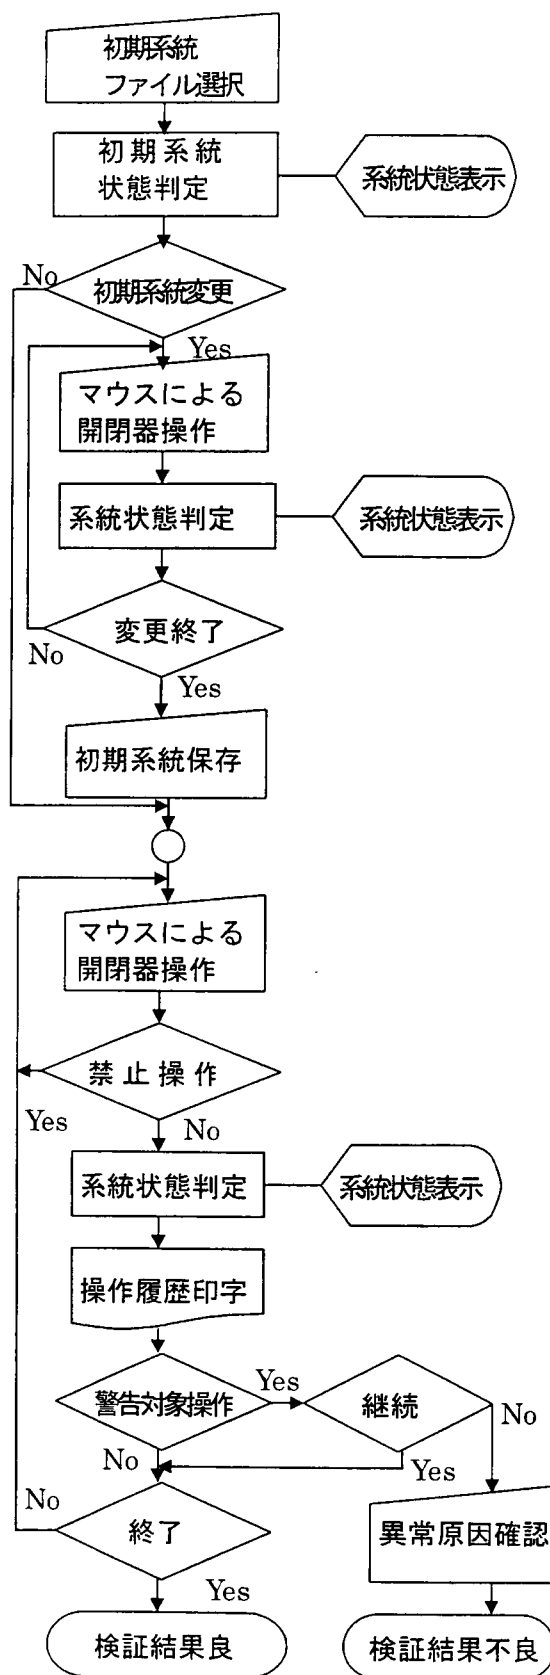 初期系統
ファイル選択
初期系統
状態判定
系統状態表示
No
初期系統変更
Yes
マウスによる
開閉器操作
系統状態判定
系統状態表示
変更終了
No
Yes
初期系統保存
マウスによる
開閉器操作
禁止操作
Yes
No
系統状態判定
系統状態表示
操作履歴印字
警告対象操作
Yes
継続
No
No
Yes
No
終了
異常原因確認
Yes
検証結果良
検証結果不良